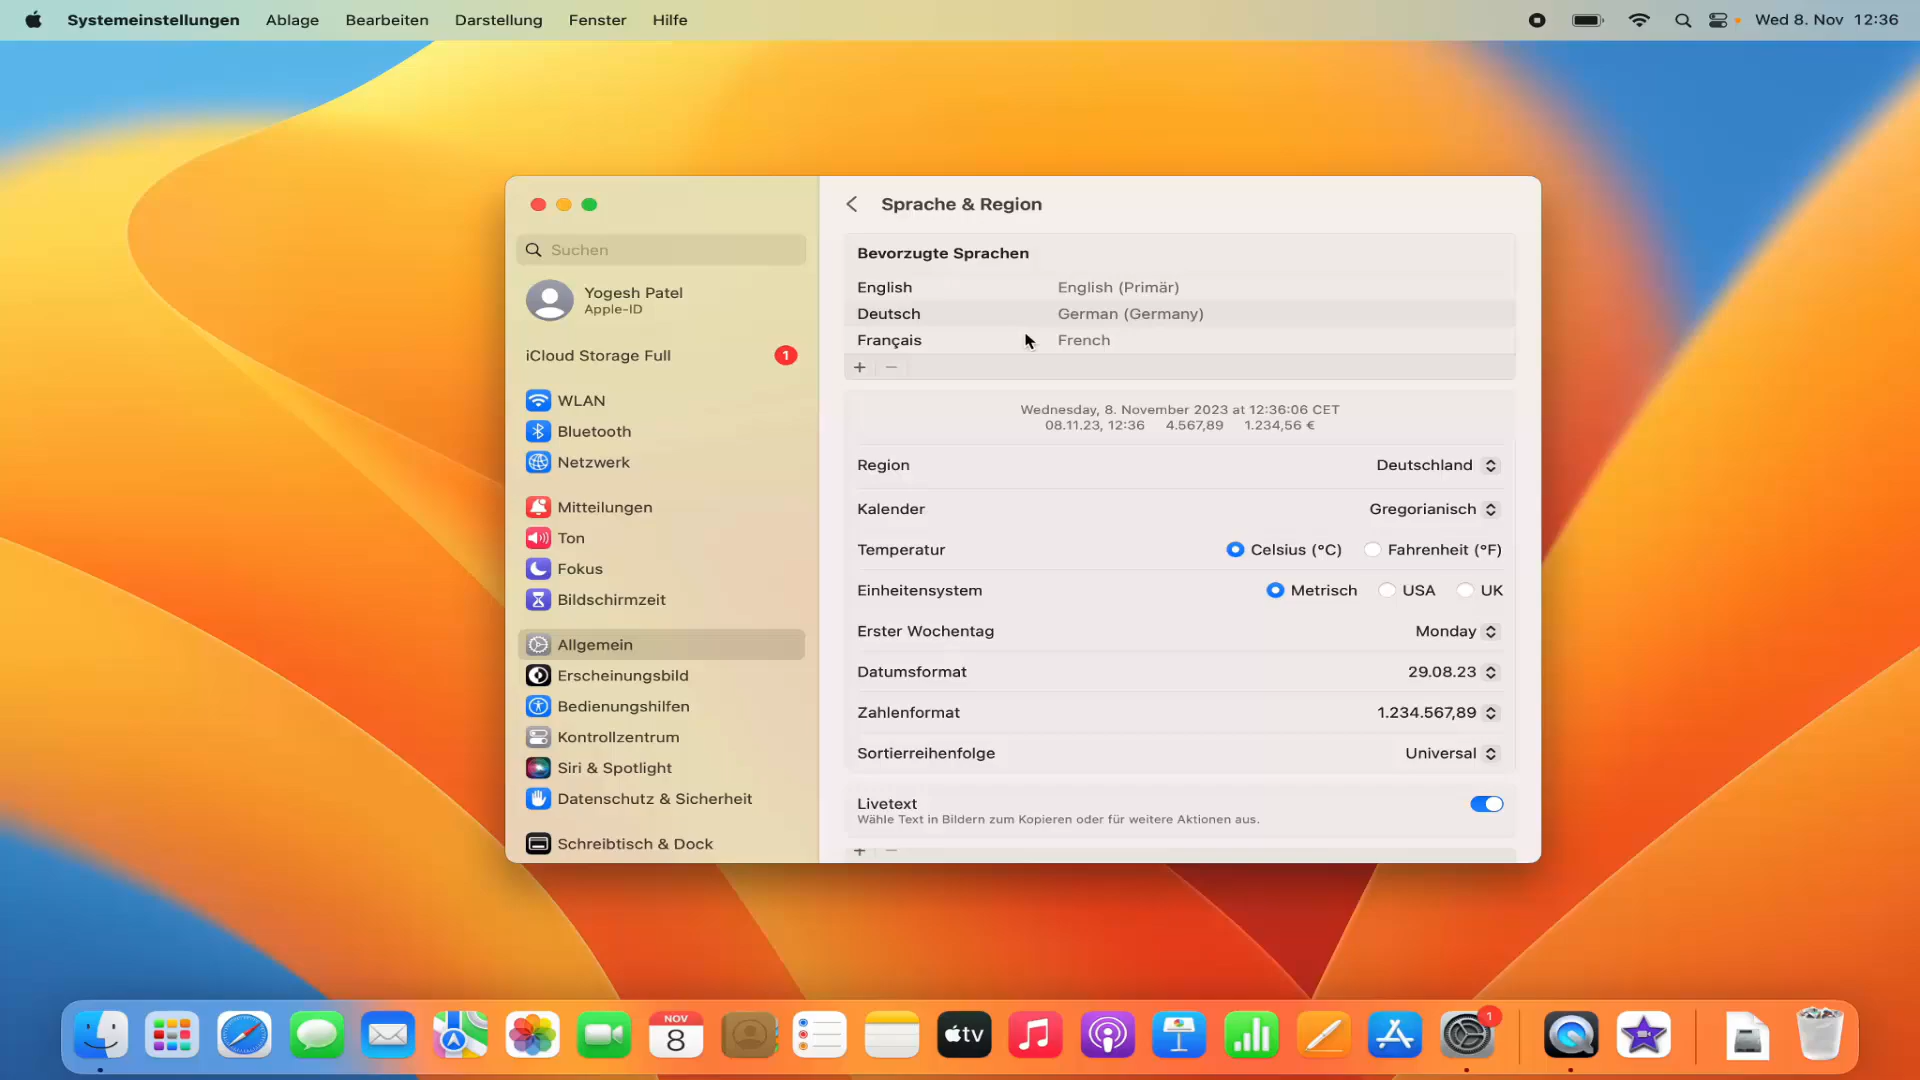 Systemeinstellungen Ablage Bearbeiten Darstellung Fenster Hilfe Wed 8. Nov 12:36
Suchen
Yogesh Patel
Apple-ID
iCloud Storage Full 1
WLAN
Bluetooth
Netzwerk
Mitteilungen
Ton
Fokus
Bildschirmzeit
Allgemein
Erscheinungsbild
Bedienungshilfen
Kontrollzentrum
Siri & Spotlight
Datenschutz & Sicherheit
Schreibtisch & Dock
Sprache & Region
Bevorzugte Sprachen
English English (Primär)
Deutsch German (Germany)
Français French
+ −
Wednesday, 8. November 2023 at 12:36:06 CET
08.11.23, 12:36 4.567,89 1.234,56 €
Region Deutschland
Kalender Gregorianisch
Temperatur Celsius (°C) Fahrenheit (°F)
Einheitensystem Metrisch USA UK
Erster Wochentag Monday
Datumsformat 29.08.23
Zahlenformat 1.234.567,89
Sortierreihenfolge Universal
Livetext
Wähle Text in Bildern zum Kopieren oder für weitere Aktionen aus.
+ −
NOV
8
tv
1